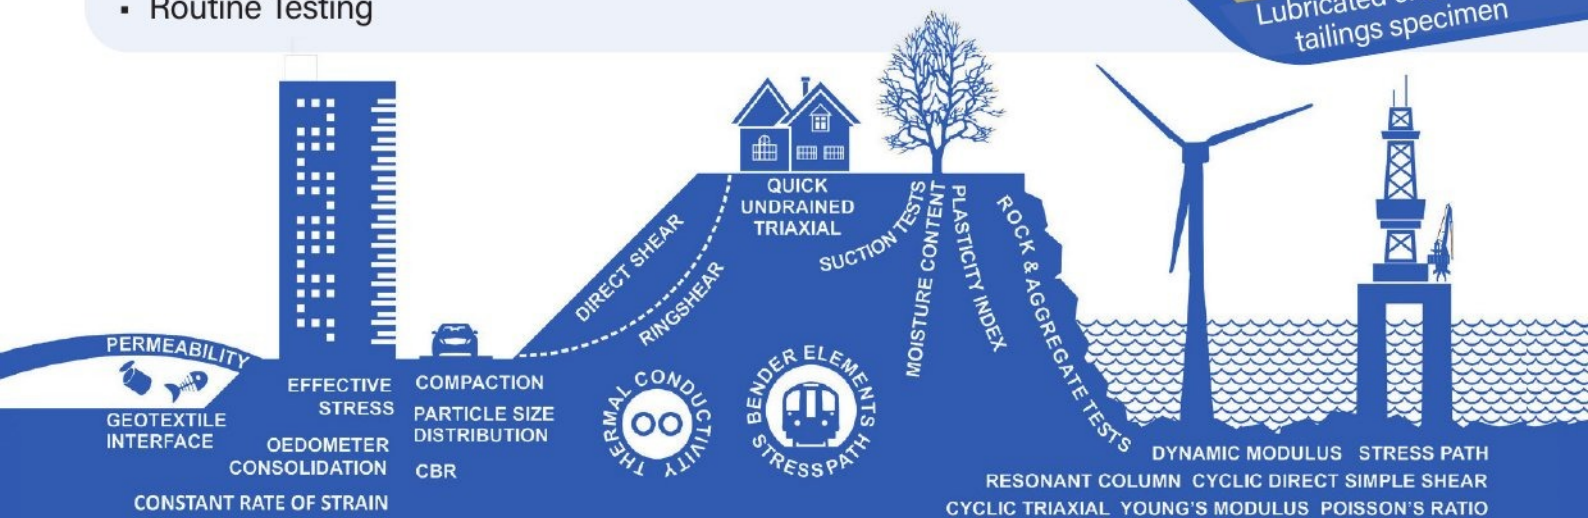 ▪ Routine Testing
Lubricated
tailings specimen
QUICK
UNDRAINED
TRIAXIAL
DIRECT SHEAR
RINGSHEAR
SUCTION TESTS
MOISTURE CONTENT
PLASTICITY INDEX
ROCK & AGGREGATE TESTS
PERMEABILITY
GEOTEXTILE
INTERFACE
EFFECTIVE
STRESS
OEDOMETER
CONSOLIDATION
CONSTANT RATE OF STRAIN
COMPACTION
PARTICLE SIZE
DISTRIBUTION
CBR
THERMAL CONDUCTIVITY
BENDER ELEMENTS
STRESS PATH
DYNAMIC MODULUS STRESS PATH
RESONANT COLUMN CYCLIC DIRECT SIMPLE SHEAR
CYCLIC TRIAXIAL YOUNG'S MODULUS POISSON'S RATIO